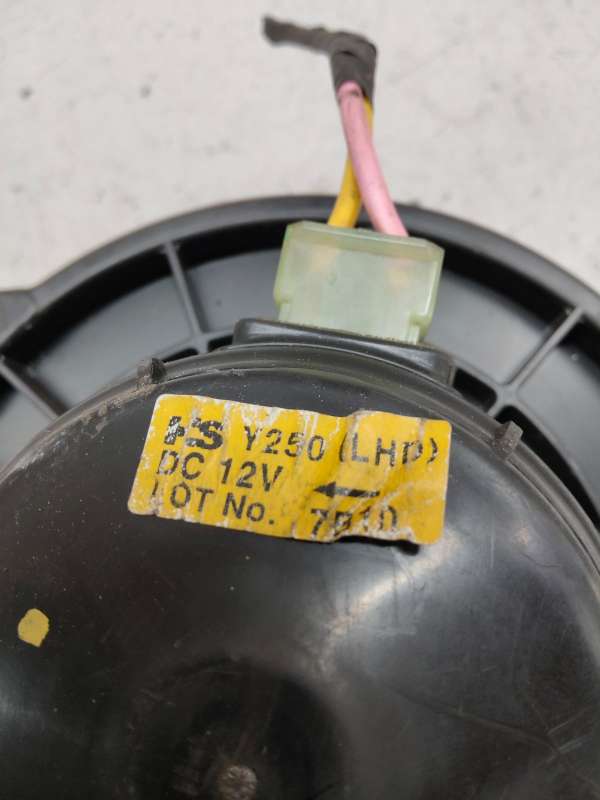 HS Y250 (LHD)
DC 12V
LOT No.